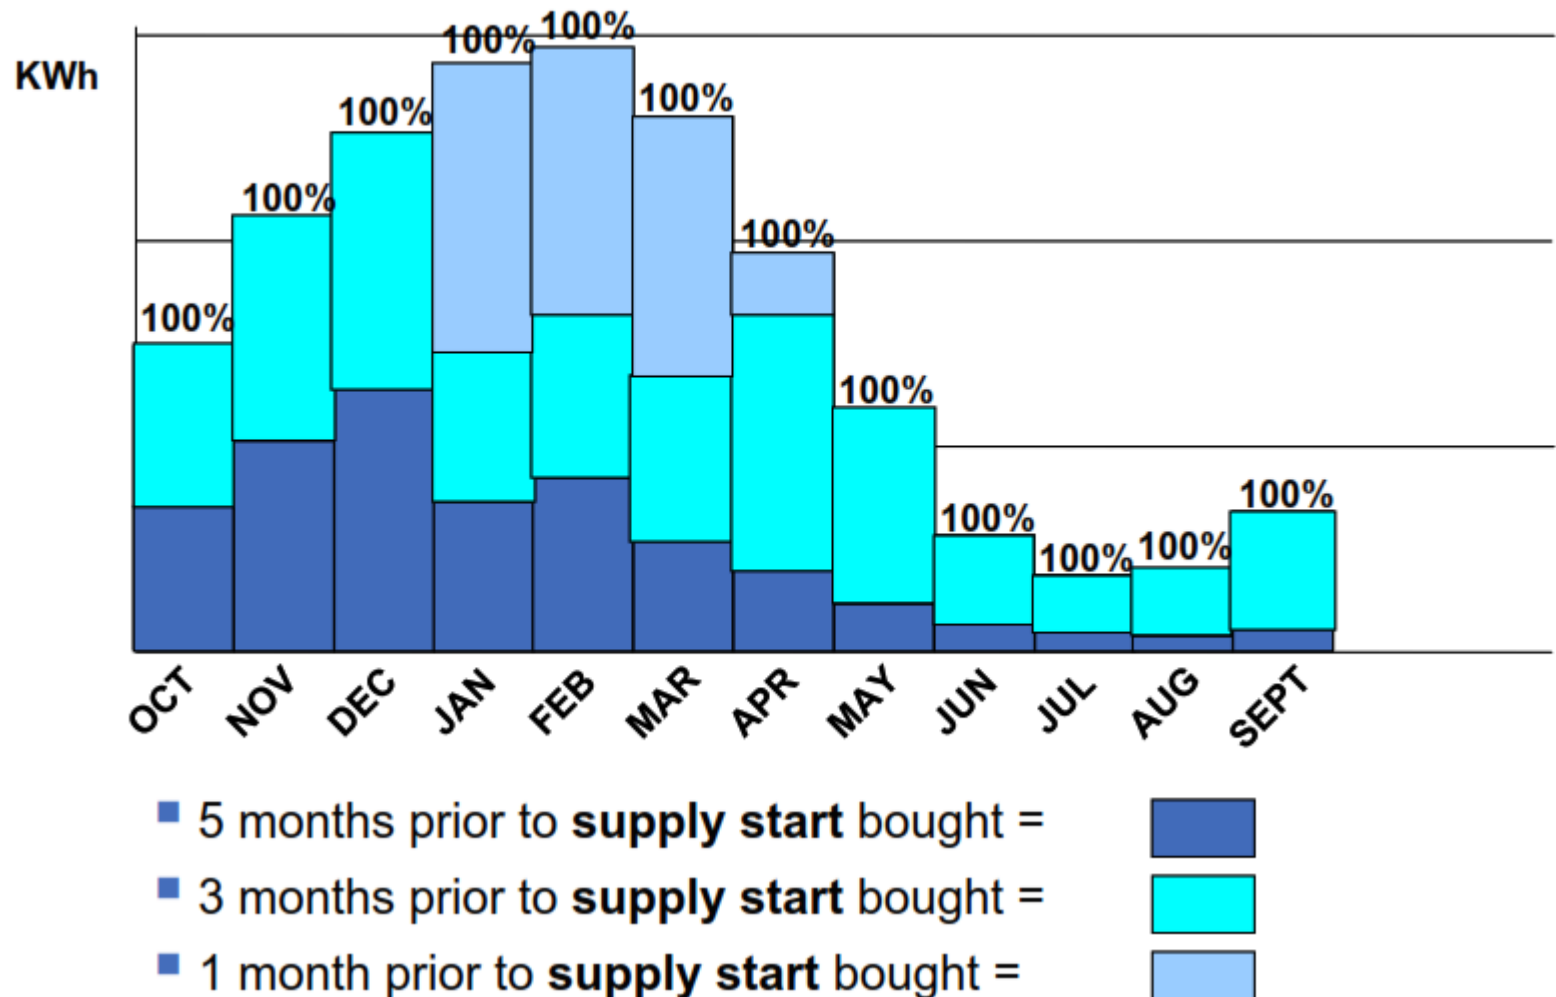 KWh
100%
100%
100%
100%
100%
100%
100%
100%
100%
100%
100%
100%
OCT
NOV
DEC
JAN
FEB
MAR
APR
MAY
JUN
JUL
AUG
SEPT
5 months prior to supply start bought =
3 months prior to supply start bought =
1 month prior to supply start bought =